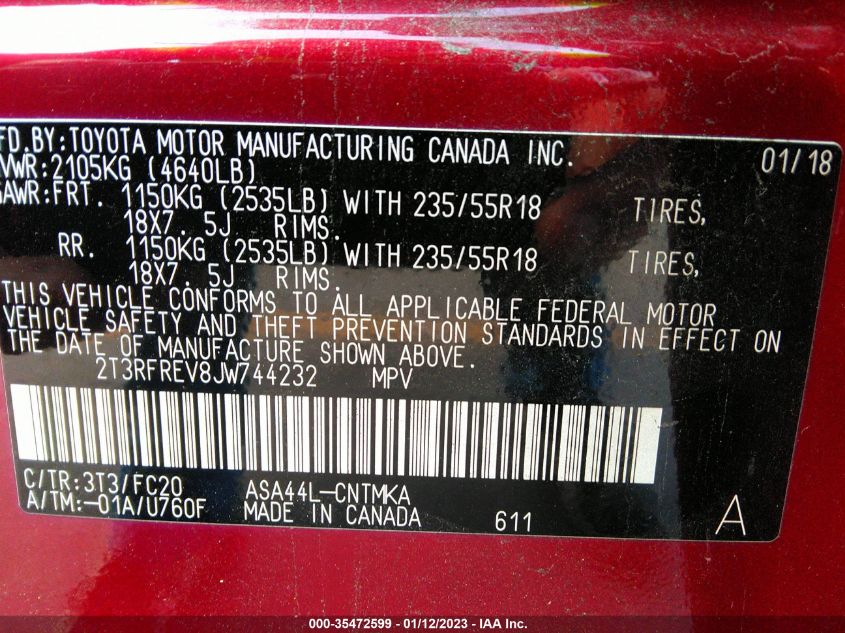 FD.BY:TOYOTA MOTOR MANUFACTURING CANADA INC. 01/18
VWR:2105KG (4640LB)
AWR:FRT. 1150KG (2535LB) WITH 235/55R18 TIRES,
18X7.5J RIMS.
RR. 1150KG (2535LB) WITH 235/55R18 TIRES,
18X7.5J RIMS.
THIS VEHICLE CONFORMS TO ALL APPLICABLE FEDERAL MOTOR
VEHICLE SAFETY AND THEFT PREVENTION STANDARDS IN EFFECT ON
THE DATE OF MANUFACTURE SHOWN ABOVE.
2T3RFREV8JW744232 MPV
C/TR:3T3/FC20 ASA44L-CNTMKA
A/TM:-01A/U760F MADE IN CANADA 611 A
000-35472599 - 01/12/2023 - IAA Inc.